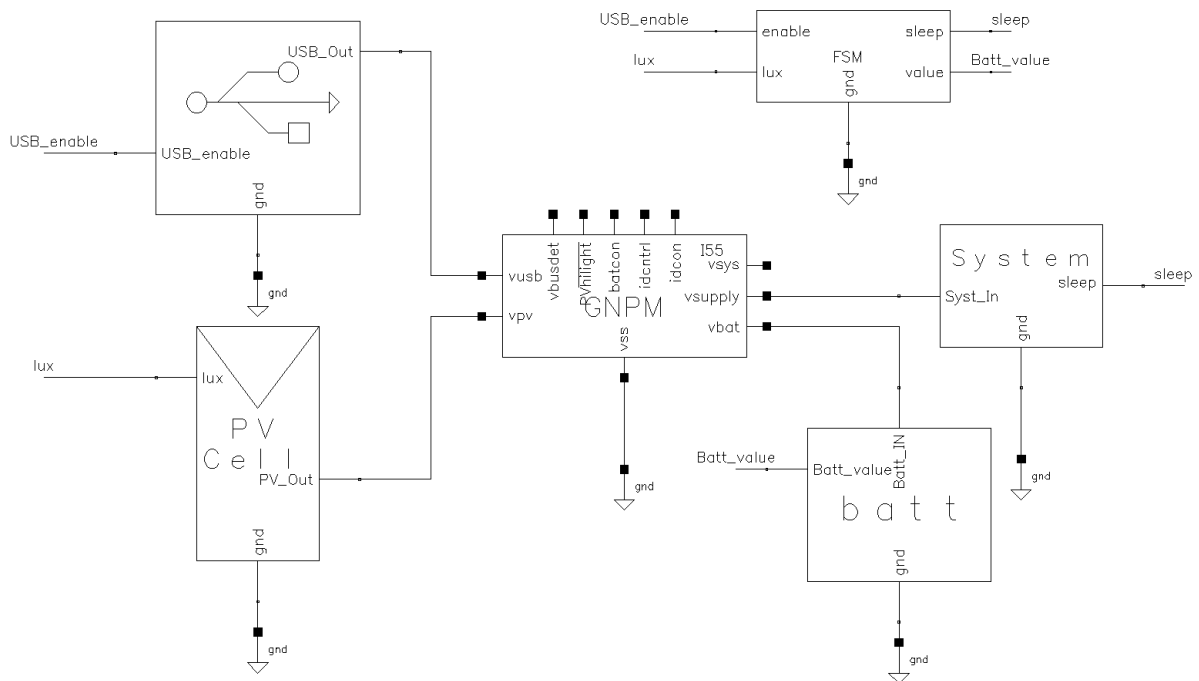 USB_Out
USB_enable
USB_enable
gnd
gnd
USB_enable
enable
sleep
sleep
FSM
lux
lux
value
Batt_value
gnd
gnd
vbusdet
PVhilight
batcon
idcntrl
idcon
I55
vusb
vsys
GNPM
vsupply
vpv
vbat
vss
gnd
System
sleep
sleep
Syst_In
gnd
gnd
lux
lux
PV
Cell
PV_Out
gnd
gnd
Batt_value
Batt_value
Batt_IN
batt
gnd
gnd